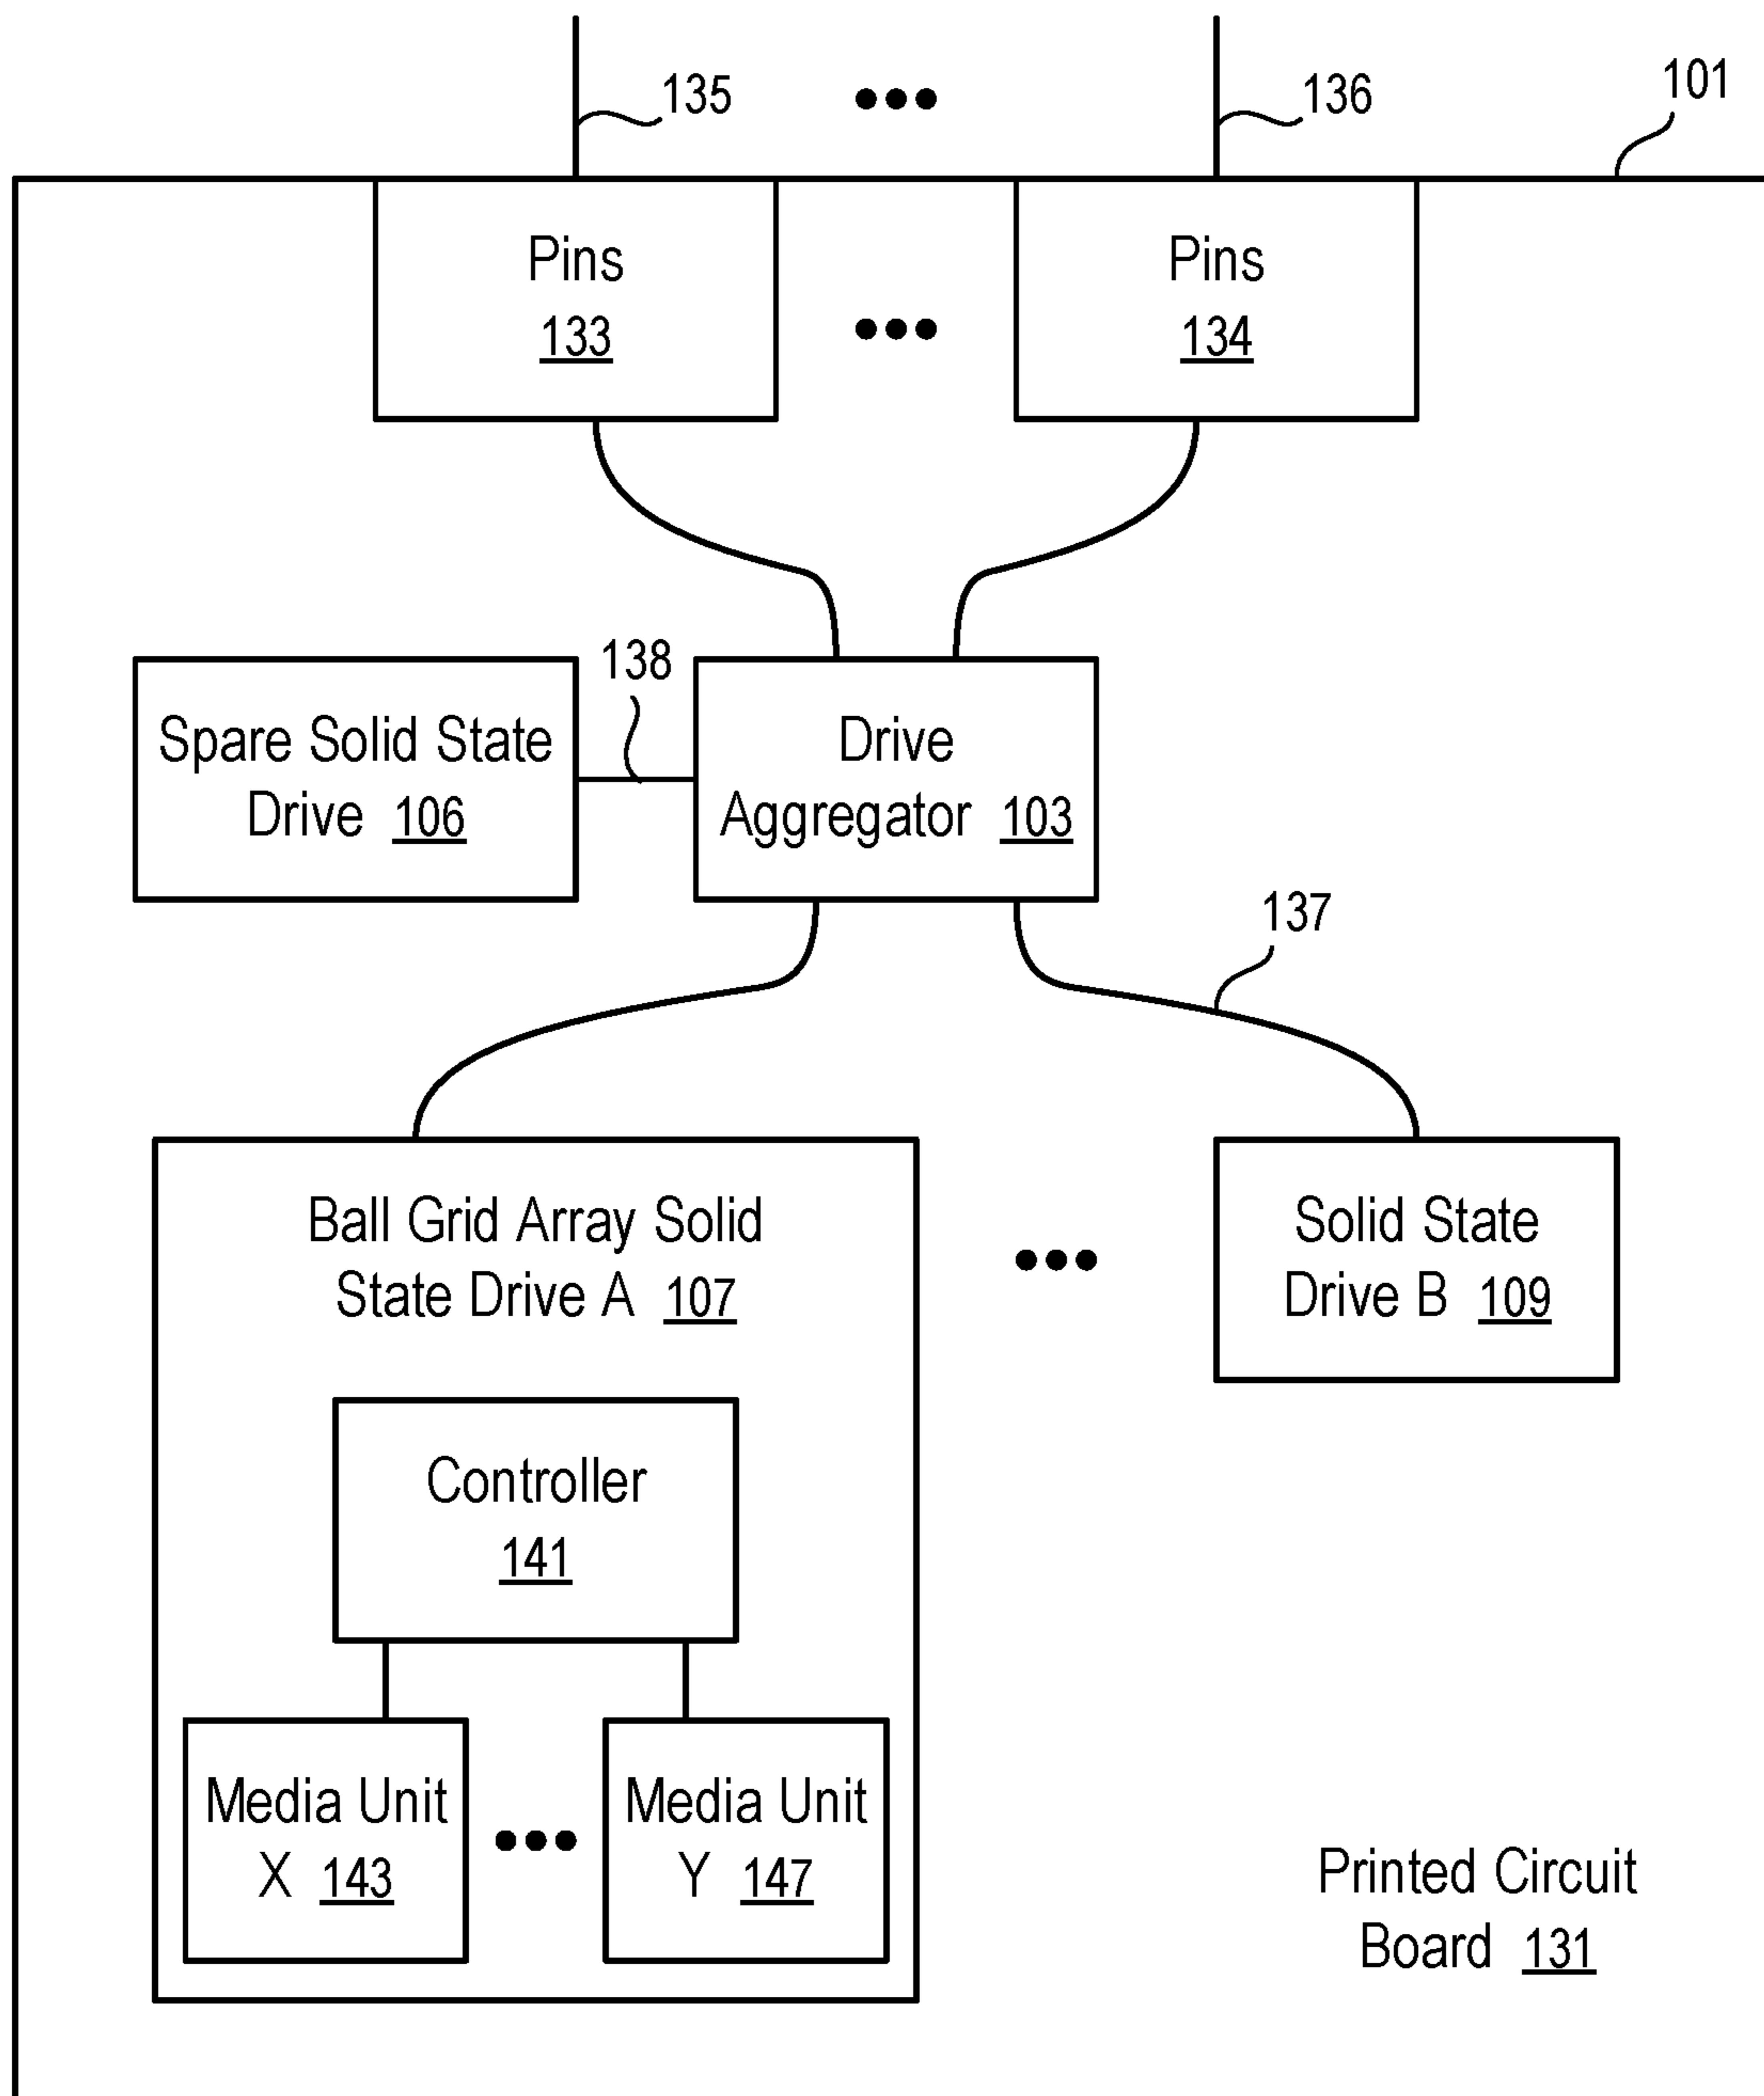 135
136
101
Pins
133
Pins
134
138
Spare Solid State
Drive 106
Drive
Aggregator 103
137
Ball Grid Array Solid
State Drive A 107
Solid State
Drive B 109
Controller
141
Media Unit
X 143
Media Unit
Y 147
Printed Circuit
Board 131